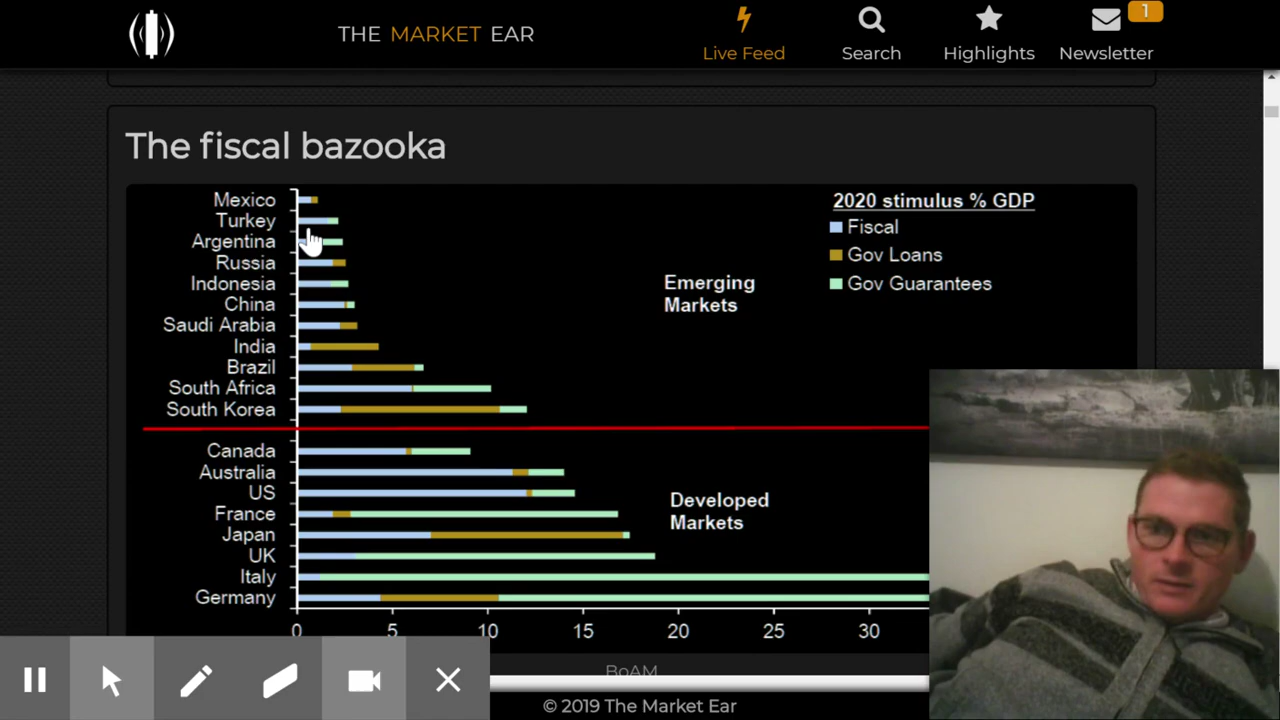 THE MARKET EAR
Live Feed
Search
Highlights
1
Newsletter
The fiscal bazooka
2020 stimulus % GDP
Fiscal
Gov Loans
Gov Guarantees
Mexico
Turkey
Argentina
Russia
Indonesia
China
Saudi Arabia
India
Brazil
South Africa
South Korea
Emerging
Markets
Canada
Australia
US
France
Japan
UK
Italy
Germany
Developed
Markets
0 5 10 15 20 25 30
BoAM
© 2019 The Market Ear